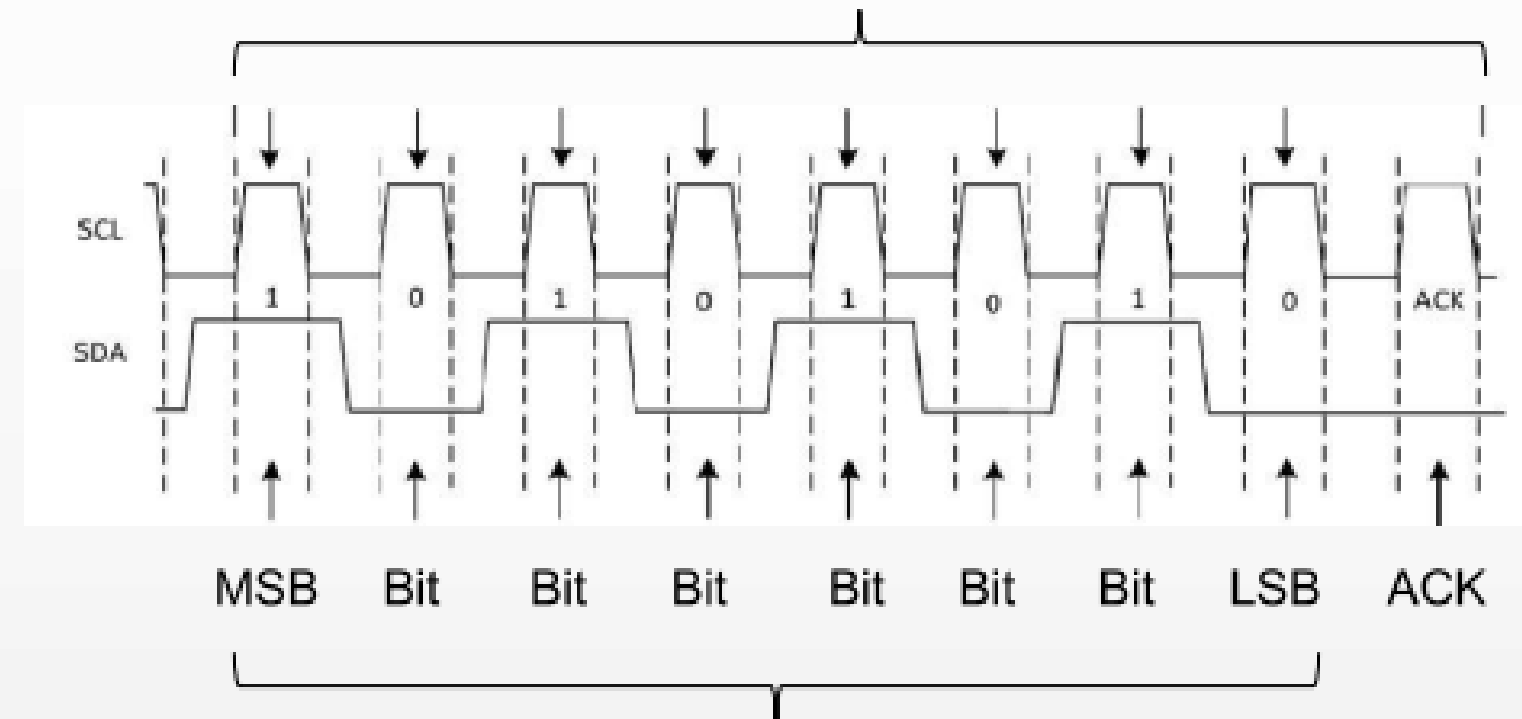 SCL
1 0 1 0 1 0 1 0 ACK
SDA
MSB Bit Bit Bit Bit Bit Bit LSB ACK